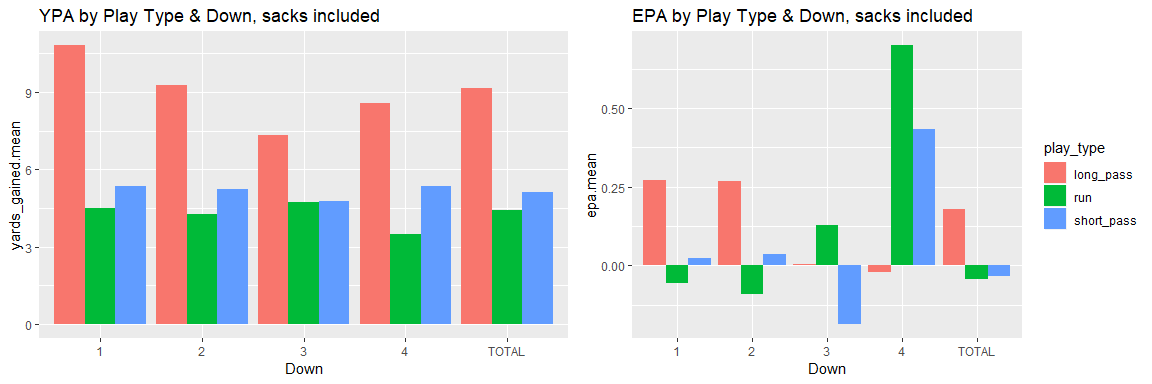 YPA by Play Type & Down, sacks included
yards_gained.mean
9
6
3
0
1 2 3 4 TOTAL
Down
EPA by Play Type & Down, sacks included
epa.mean
0.50
0.25
0.00
1 2 3 4 TOTAL
Down
play_type
long_pass
run
short_pass